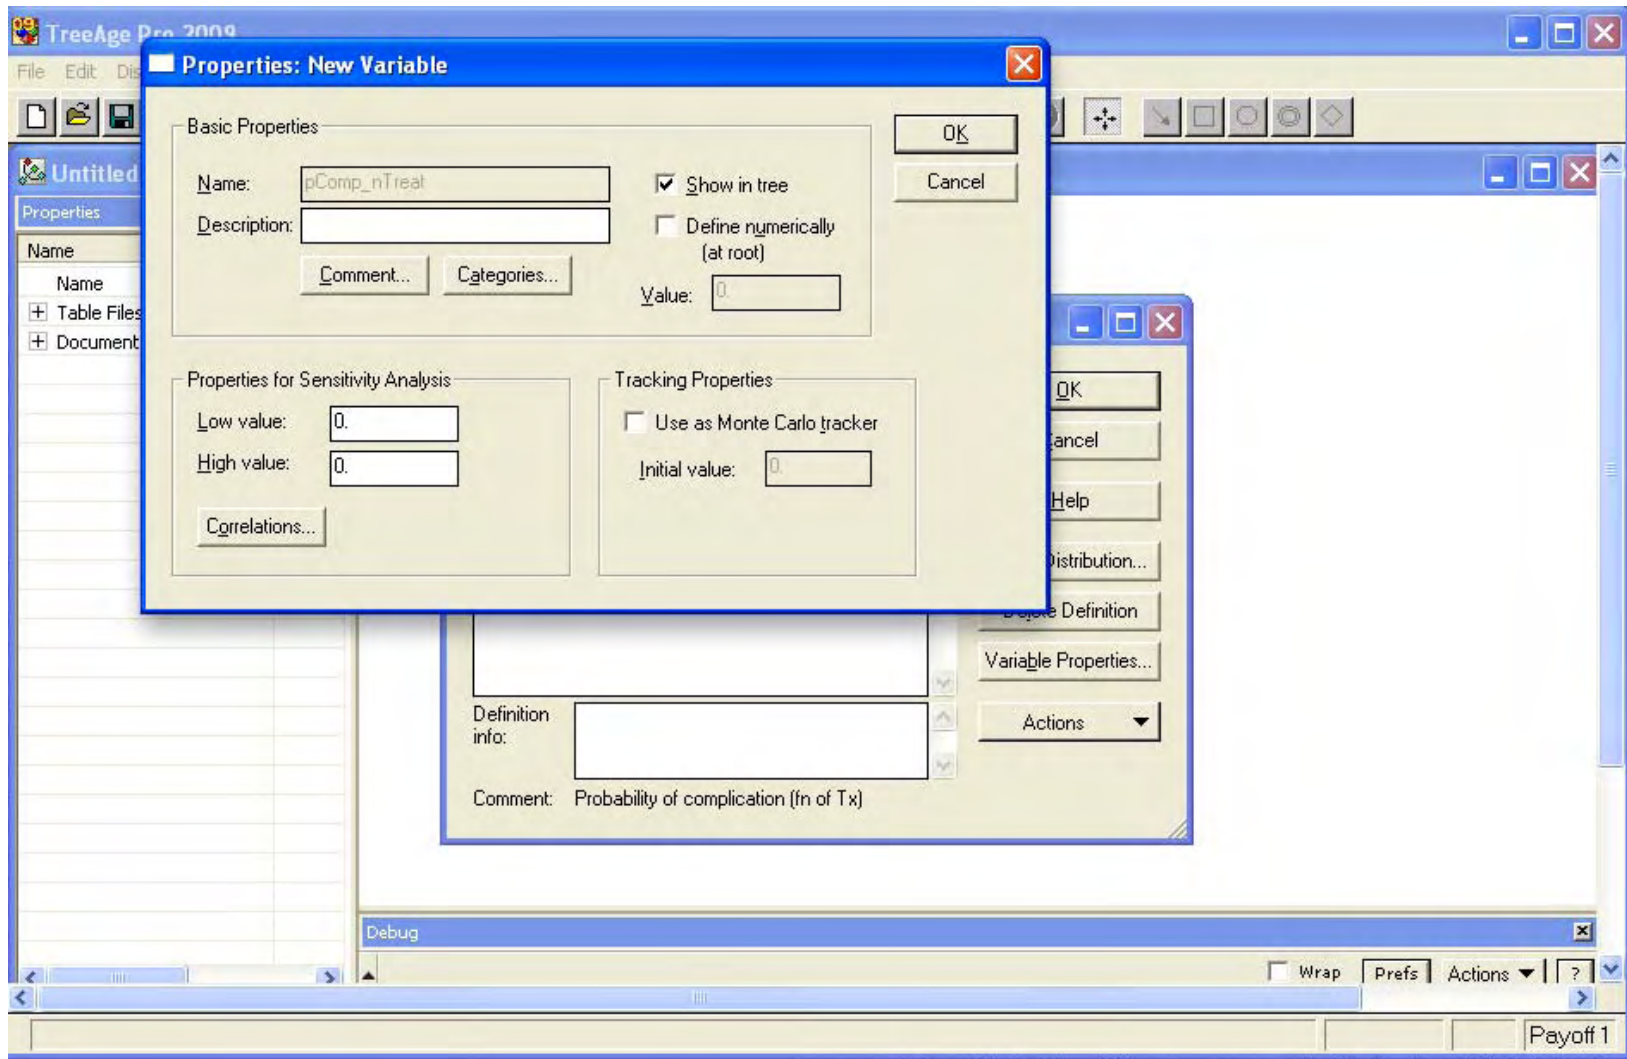 TreeAge Pro 2009
File Edit Dis
Properties: New Variable
Basic Properties
Name: pComp_nTreat
Show in tree
Description:
Define numerically
(at root)
Comment... Categories...
Value: 0.
OK
Cancel
Properties for Sensitivity Analysis
Low value: 0.
High value: 0.
Correlations...
Tracking Properties
Use as Monte Carlo tracker
Initial value: 0.
Untitled
Properties
Name
Name
Table Files
Document
OK
ancel
Help
istribution...
Delete Definition
Variable Properties...
Actions
Definition
info:
Comment: Probability of complication (fn of Tx)
Debug
Wrap Prefs Actions ?
Payoff 1